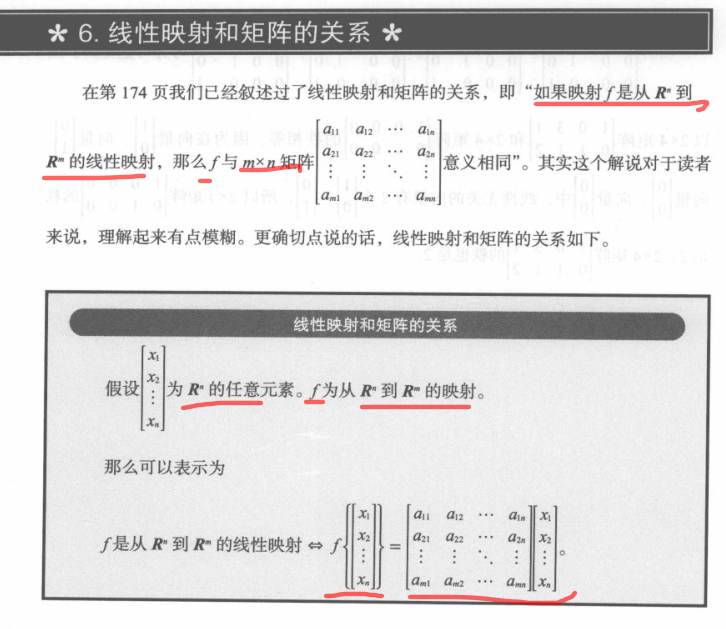 * 6. 线性映射和矩阵的关系 *
在第 174 页我们已经叙述过了线性映射和矩阵的关系，即“如果映射 f 是从 Rⁿ 到
Rᵐ 的线性映射，那么 f 与 m×n 矩阵[a₁₁ a₁₂ ⋯ a₁ₙ; a₂₁ a₂₂ ⋯ a₂ₙ; ⋮ ⋮ ⋱ ⋮; aₘ₁ aₘ₂ ⋯ aₘₙ]意义相同”。其实这个解说对于读者
来说，理解起来有点模糊。更确切点说的话，线性映射和矩阵的关系如下。
线性映射和矩阵的关系
假设[x₁; x₂; ⋮; xₙ]为 Rⁿ 的任意元素。f 为从 Rⁿ 到 Rᵐ 的映射。
那么可以表示为
f 是从 Rⁿ 到 Rᵐ 的线性映射 ⇔ f{[x₁; x₂; ⋮; xₙ]} = [a₁₁ a₁₂ ⋯ a₁ₙ; a₂₁ a₂₂ ⋯ a₂ₙ; ⋮ ⋮ ⋱ ⋮; aₘ₁ aₘ₂ ⋯ aₘₙ][x₁; x₂; ⋮; xₙ]。